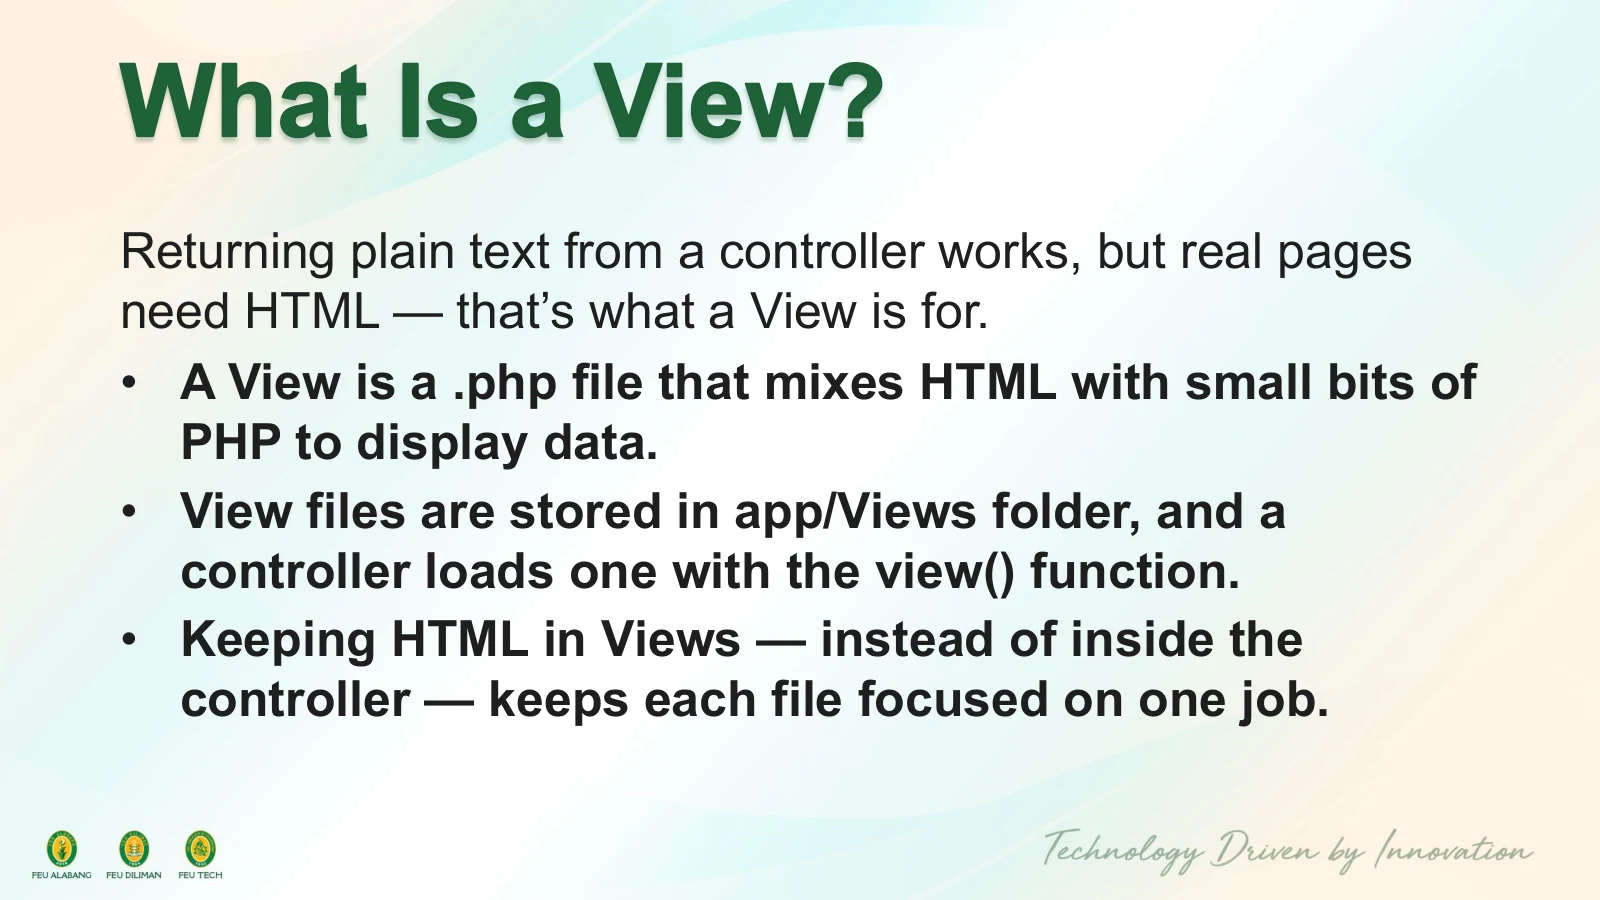 What Is a View?
Returning plain text from a controller works, but real pages
need HTML — that’s what a View is for.
• A View is a .php file that mixes HTML with small bits of
PHP to display data.
• View files are stored in app/Views folder, and a
controller loads one with the view() function.
• Keeping HTML in Views — instead of inside the
controller — keeps each file focused on one job.
FEU ALABANG FEU DILIMAN FEU TECH
Technology Driven by Innovation